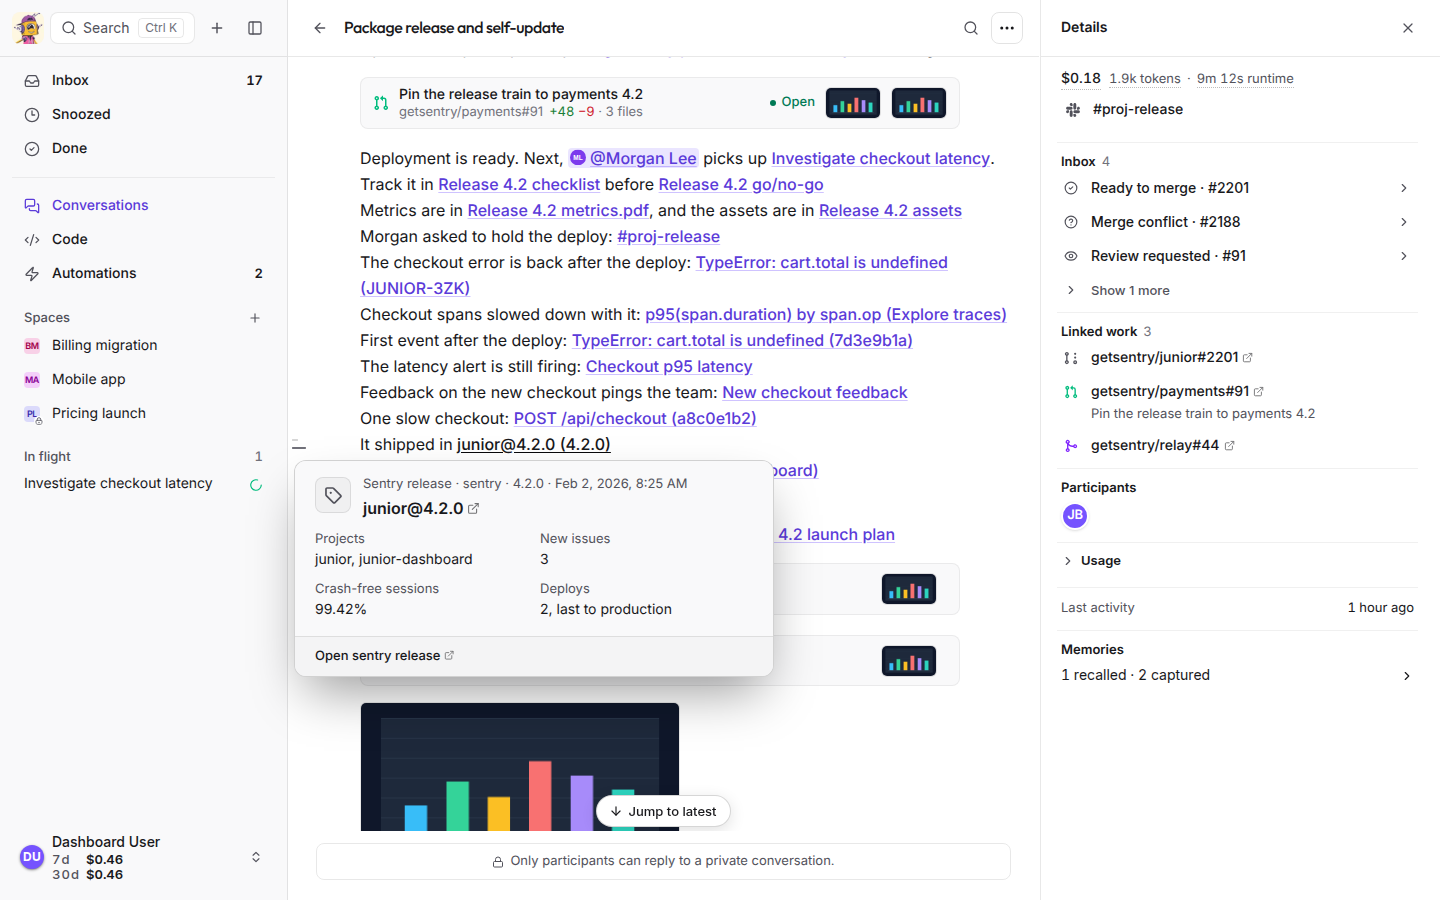 Search Ctrl K
Inbox 17
Snoozed
Done
Conversations
Code
Automations 2
Spaces
BM Billing migration
MA Mobile app
PL Pricing launch
In flight 1
Investigate checkout latency
DU
Dashboard User
7d $0.46
30d $0.46
Package release and self-update
Pin the release train to payments 4.2
getsentry/payments#91 +48 −9 · 3 files
Open
Deployment is ready. Next, ML @Morgan Lee picks up Investigate checkout latency.
Track it in Release 4.2 checklist before Release 4.2 go/no-go
Metrics are in Release 4.2 metrics.pdf, and the assets are in Release 4.2 assets
Morgan asked to hold the deploy: #proj-release
The checkout error is back after the deploy: TypeError: cart.total is undefined
(JUNIOR-3ZK)
Checkout spans slowed down with it: p95(span.duration) by span.op (Explore traces)
First event after the deploy: TypeError: cart.total is undefined (7d3e9b1a)
The latency alert is still firing: Checkout p95 latency
Feedback on the new checkout pings the team: New checkout feedback
One slow checkout: POST /api/checkout (a8c0e1b2)
It shipped in junior@4.2.0 (4.2.0)
board)
4.2 launch plan
Sentry release · sentry · 4.2.0 · Feb 2, 2026, 8:25 AM
junior@4.2.0
Projects
junior, junior-dashboard
New issues
3
Crash-free sessions
99.42%
Deploys
2, last to production
Open sentry release
Jump to latest
Only participants can reply to a private conversation.
Details
$0.18 1.9k tokens · 9m 12s runtime
#proj-release
Inbox 4
Ready to merge · #2201
Merge conflict · #2188
Review requested · #91
Show 1 more
Linked work 3
getsentry/junior#2201
getsentry/payments#91
Pin the release train to payments 4.2
getsentry/relay#44
Participants
JB
Usage
Last activity 1 hour ago
Memories
1 recalled · 2 captured